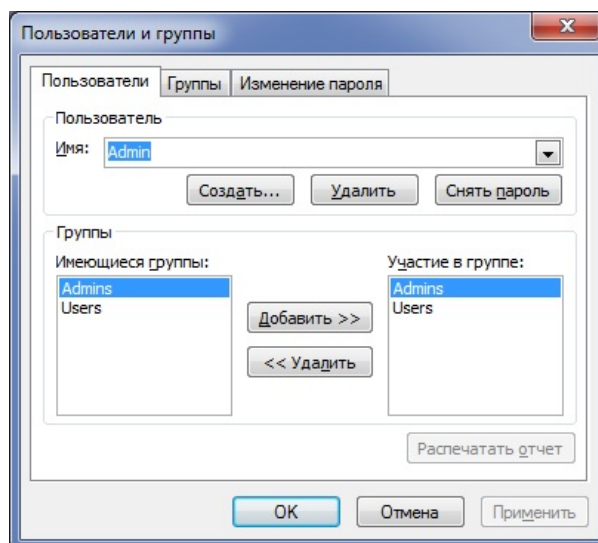 Пользователи и группы
Пользователи Группы Изменение пароля
Пользователь
Имя: Admin
Создать... Удалить Снять пароль
Группы
Имеющиеся группы: Участие в группе:
Admins Admins
Users Users
Добавить >>
<< Удалить
Распечатать отчет
OK Отмена Применить